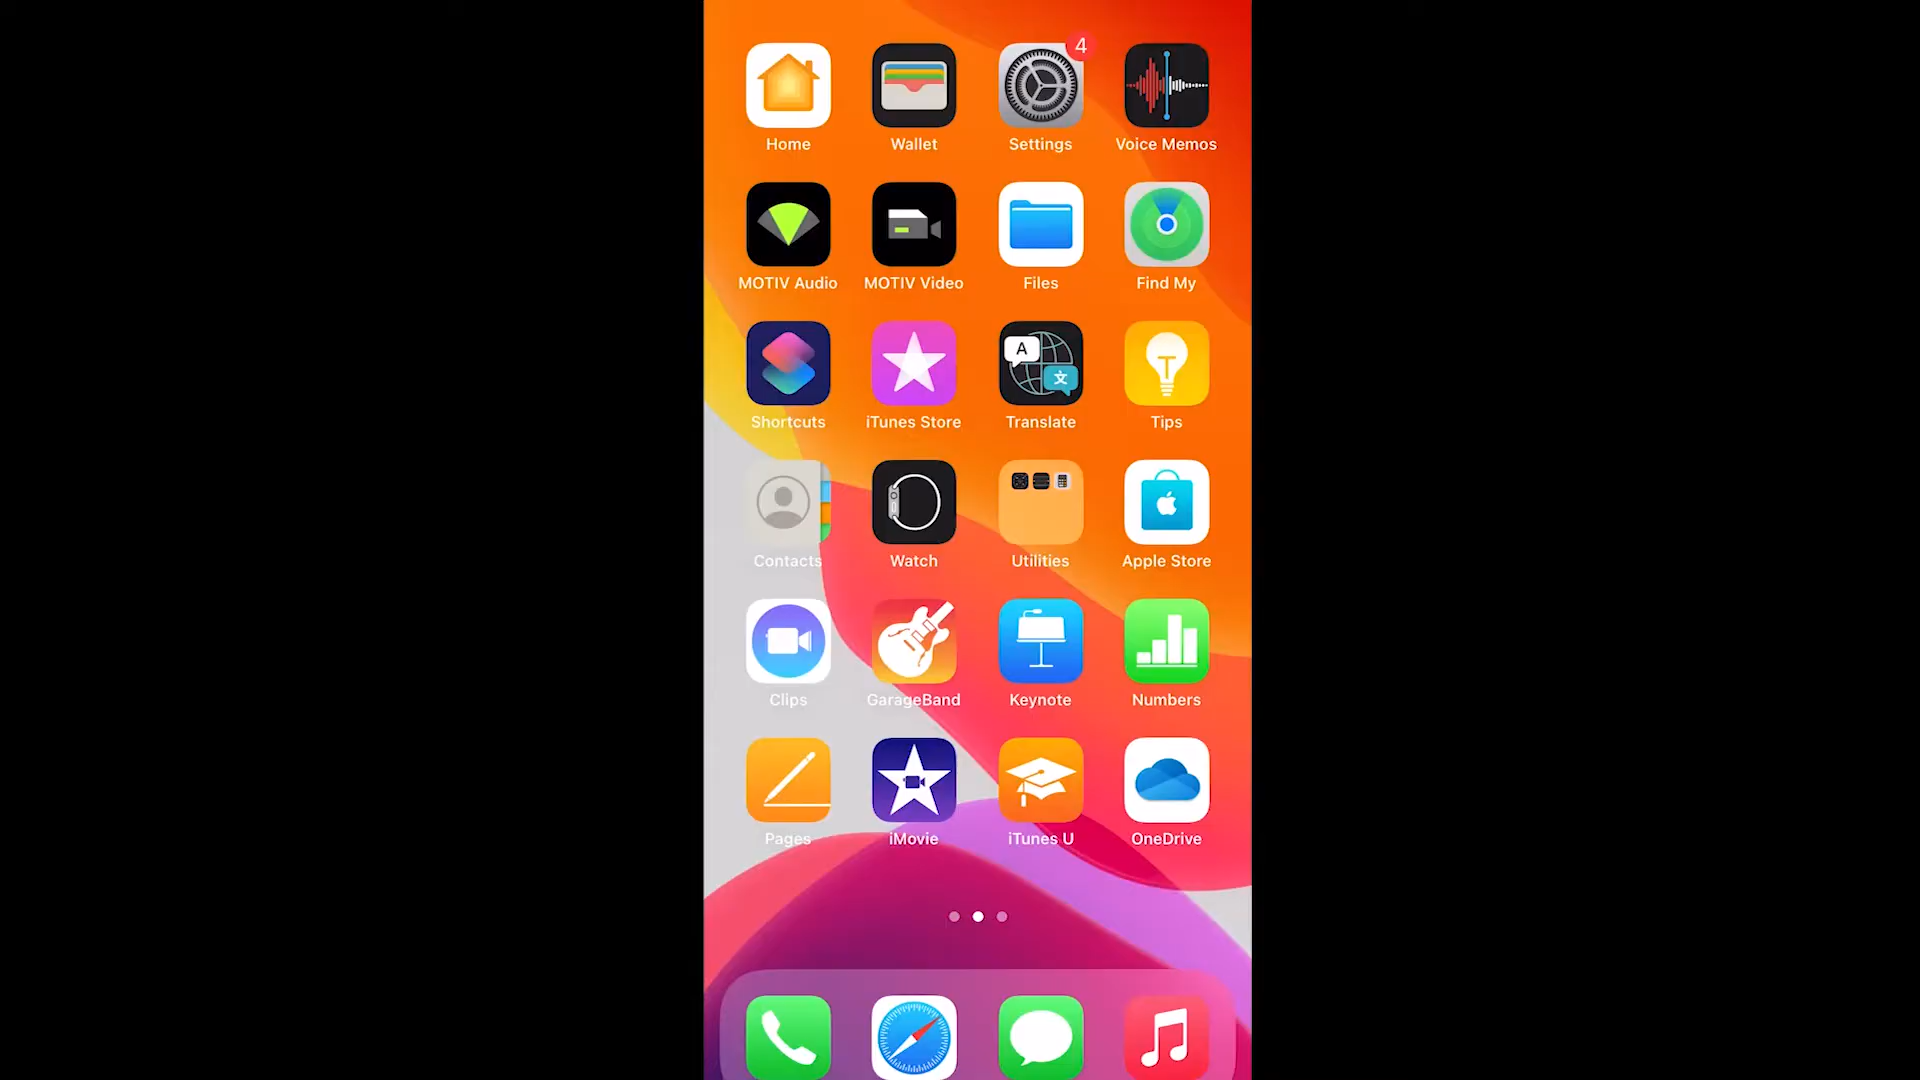 4
Home Wallet Settings Voice Memos
MOTIV Audio MOTIV Video Files Find My
A
文
Shortcuts iTunes Store Translate Tips
Contacts Watch Utilities Apple Store
Clips GarageBand Keynote Numbers
Pages iMovie iTunes U OneDrive